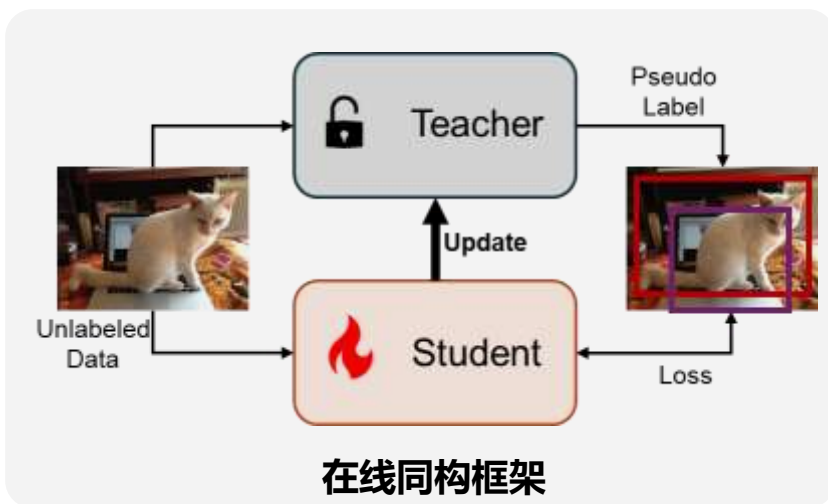 Teacher
Pseudo
Label
Update
Unlabeled
Data
Student
Loss
在线同构框架